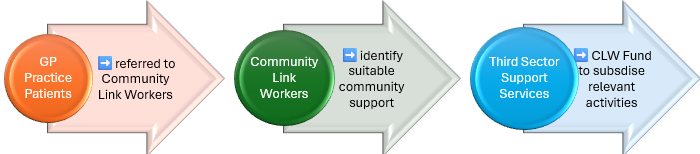 GP
Practice
Patients
➡️ referred to
Community
Link Workers
Community
Link
Workers
➡️ identify
suitable
community
support
Third Sector
Support
Services
➡️ CLW Fund
to subsdise
relevant
activities